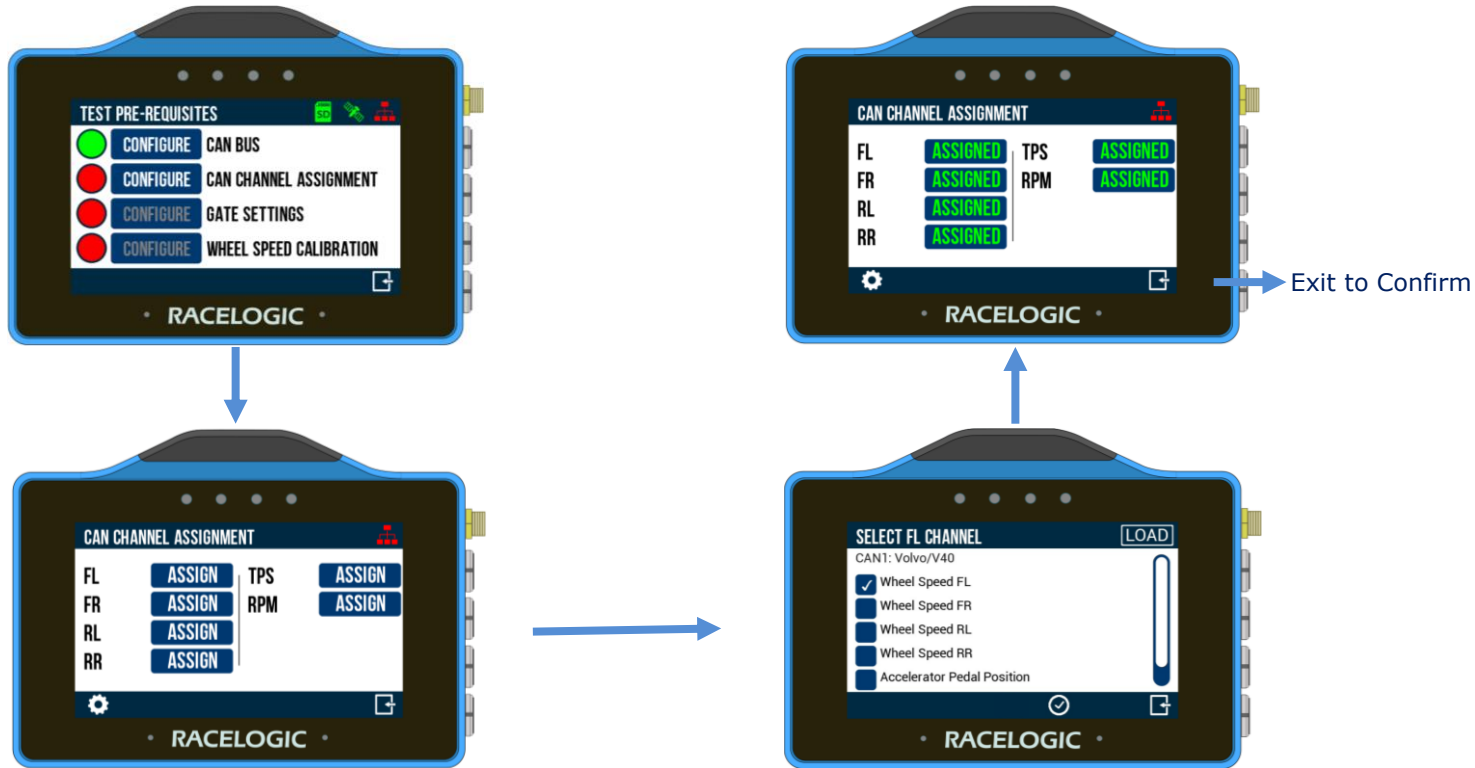 TEST PRE-REQUISITES SD
CONFIGURE CAN BUS
CONFIGURE CAN CHANNEL ASSIGNMENT
CONFIGURE GATE SETTINGS
CONFIGURE WHEEL SPEED CALIBRATION
RACELOGIC
CAN CHANNEL ASSIGNMENT
FL ASSIGN TPS ASSIGN
FR ASSIGN RPM ASSIGN
RL ASSIGN
RR ASSIGN
RACELOGIC
SELECT FL CHANNEL LOAD
CAN1: Volvo/V40
Wheel Speed FL
Wheel Speed FR
Wheel Speed RL
Wheel Speed RR
Accelerator Pedal Position
RACELOGIC
CAN CHANNEL ASSIGNMENT
FL ASSIGNED TPS ASSIGNED
FR ASSIGNED RPM ASSIGNED
RL ASSIGNED
RR ASSIGNED
RACELOGIC
Exit to Confirm